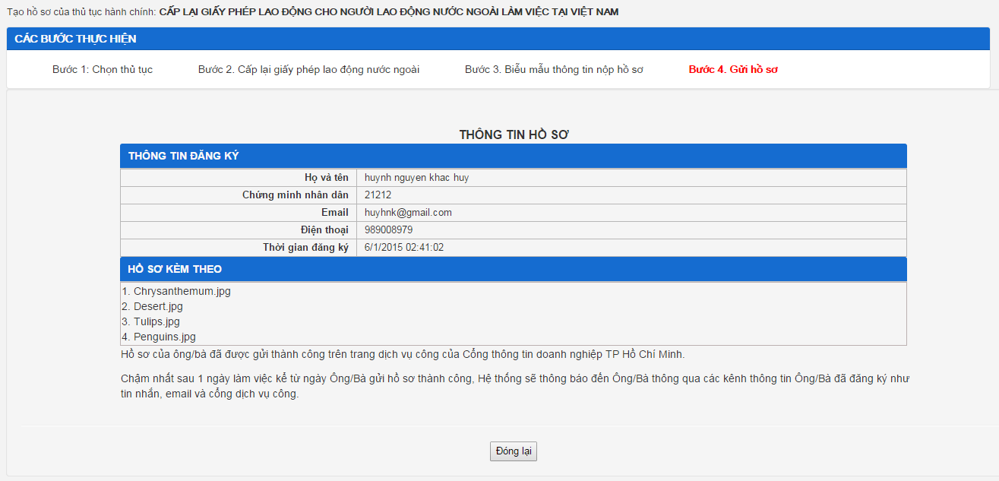 Tạo hồ sơ của thủ tục hành chính: CẤP LẠI GIẤY PHÉP LAO ĐỘNG CHO NGƯỜI LAO ĐỘNG NƯỚC NGOÀI LÀM VIỆC TẠI VIỆT NAM
CÁC BƯỚC THỰC HIỆN
Bước 1: Chọn thủ tục Bước 2. Cấp lại giấy phép lao động nước ngoài Bước 3. Biễu mẫu thông tin nộp hồ sơ Bước 4. Gửi hồ sơ
THÔNG TIN HỒ SƠ
THÔNG TIN ĐĂNG KÝ
Họ và tên huynh nguyen khac huy
Chứng minh nhân dân 21212
Email huyhnk@gmail.com
Điện thoại 989008979
Thời gian đăng ký 6/1/2015 02:41:02
HỒ SƠ KÈM THEO
1. Chrysanthemum.jpg
2. Desert.jpg
3. Tulips.jpg
4. Penguins.jpg
Hồ sơ của ông/bà đã được gửi thành công trên trang dịch vụ công của Cổng thông tin doanh nghiệp TP Hồ Chí Minh.
Chậm nhất sau 1 ngày làm việc kể từ ngày Ông/Bà gửi hồ sơ thành công, Hệ thống sẽ thông báo đến Ông/Bà thông qua các kênh thông tin Ông/Bà đã đăng ký như
tin nhắn, email và cổng dịch vụ công.
Đóng lại